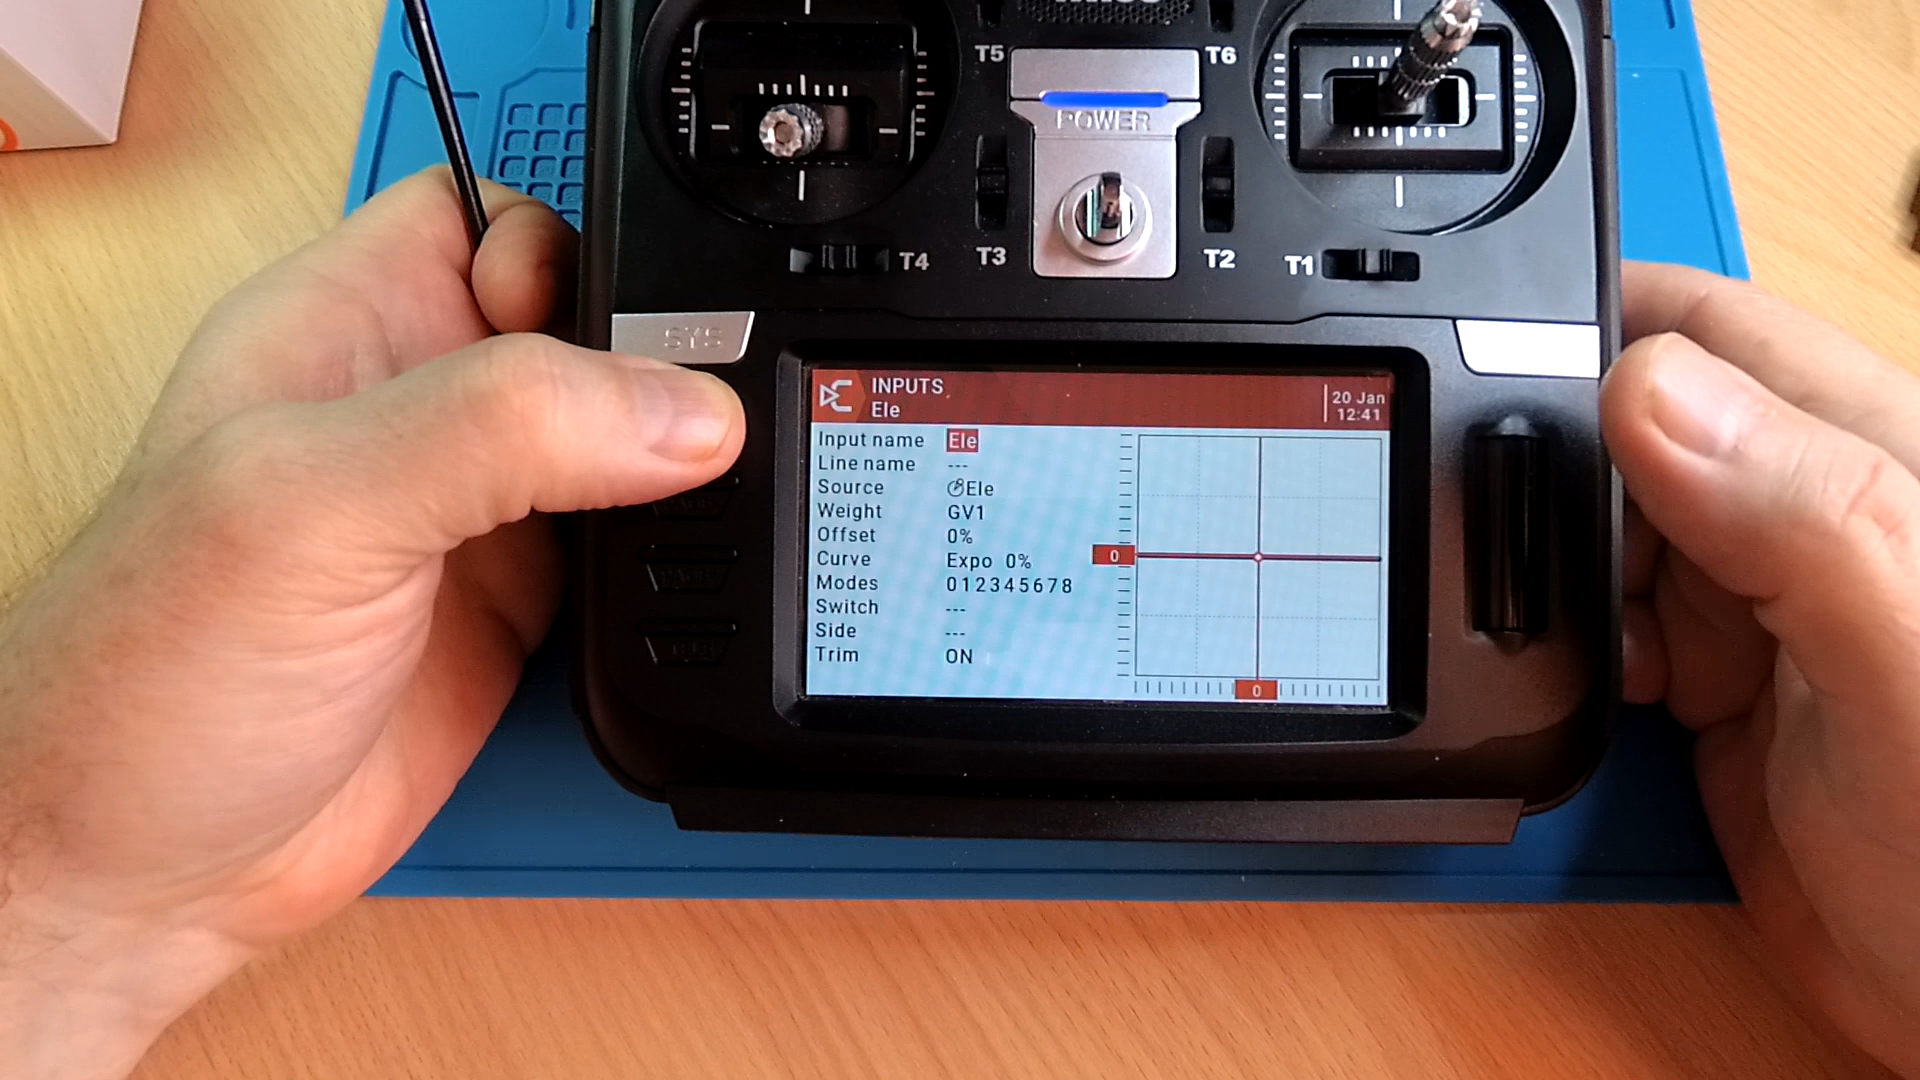 T5
T6
POWER
T4
T3
T2
T1
SYS
INPUTS
Ele
20 Jan
12:41
Input name Ele
Line name ---
Source Ele
Weight GV1
Offset 0%
Curve Expo 0%
Modes 012345678
Switch ---
Side ---
Trim ON
0
0